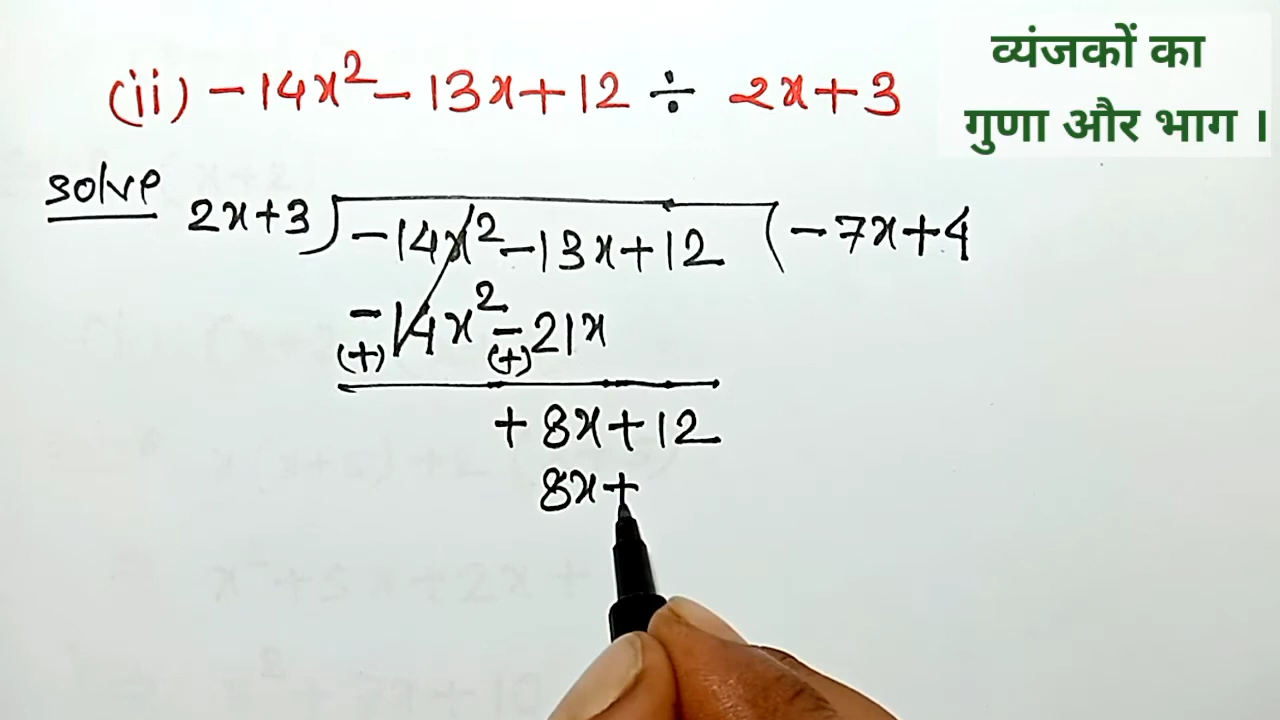 व्यंजकों का
गुणा और भाग ।
(ii) -14x² - 13x + 12 ÷ 2x + 3
solve
2x+3) -14x² - 13x + 12 ( -7x + 4
-14x² - 21x
(+) (+)
+ 8x + 12
8x +